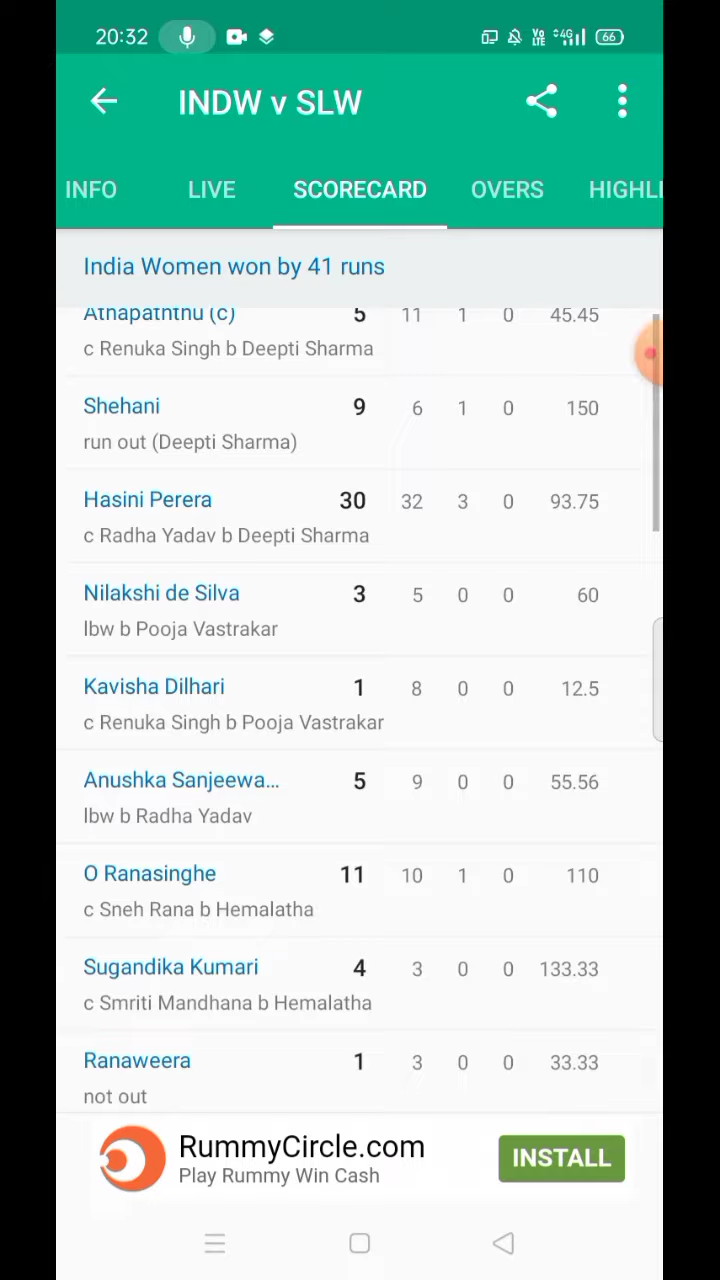 20:32 VO LTE 4G 66
INDW v SLW
INFO LIVE SCORECARD OVERS HIGHLI
India Women won by 41 runs
Athapaththu (c) 5 11 1 0 45.45
c Renuka Singh b Deepti Sharma
Shehani 9 6 1 0 150
run out (Deepti Sharma)
Hasini Perera 30 32 3 0 93.75
c Radha Yadav b Deepti Sharma
Nilakshi de Silva 3 5 0 0 60
lbw b Pooja Vastrakar
Kavisha Dilhari 1 8 0 0 12.5
c Renuka Singh b Pooja Vastrakar
Anushka Sanjeewa... 5 9 0 0 55.56
lbw b Radha Yadav
O Ranasinghe 11 10 1 0 110
c Sneh Rana b Hemalatha
Sugandika Kumari 4 3 0 0 133.33
c Smriti Mandhana b Hemalatha
Ranaweera 1 3 0 0 33.33
not out
RummyCircle.com
Play Rummy Win Cash
INSTALL